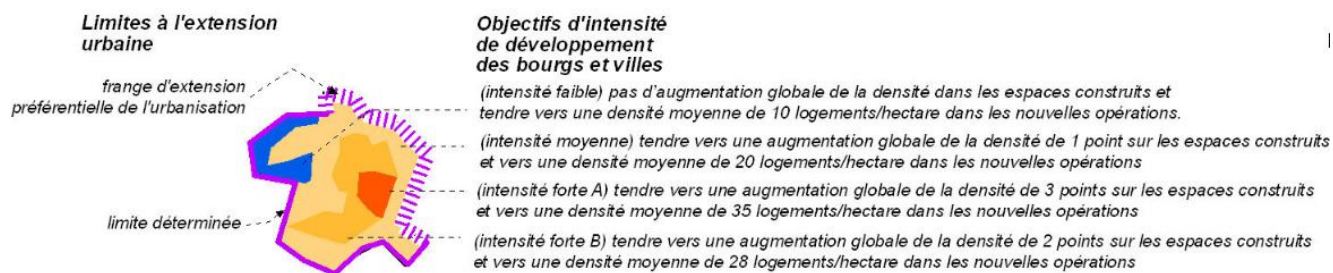 Limites à l'extension
urbaine
frange d'extension
préférentielle de l'urbanisation
limite déterminée
Objectifs d'intensité
de développement
des bourgs et villes
(intensité faible) pas d'augmentation globale de la densité dans les espaces construits et
tendre vers une densité moyenne de 10 logements/hectare dans les nouvelles opérations.
(intensité moyenne) tendre vers une augmentation globale de la densité de 1 point sur les espaces construits
et vers une densité moyenne de 20 logements/hectare dans les nouvelles opérations
(intensité forte A) tendre vers une augmentation globale de la densité de 3 points sur les espaces construits
et vers une densité moyenne de 35 logements/hectare dans les nouvelles opérations
(intensité forte B) tendre vers une augmentation globale de la densité de 2 points sur les espaces construits
et vers une densité moyenne de 28 logements/hectare dans les nouvelles opérations